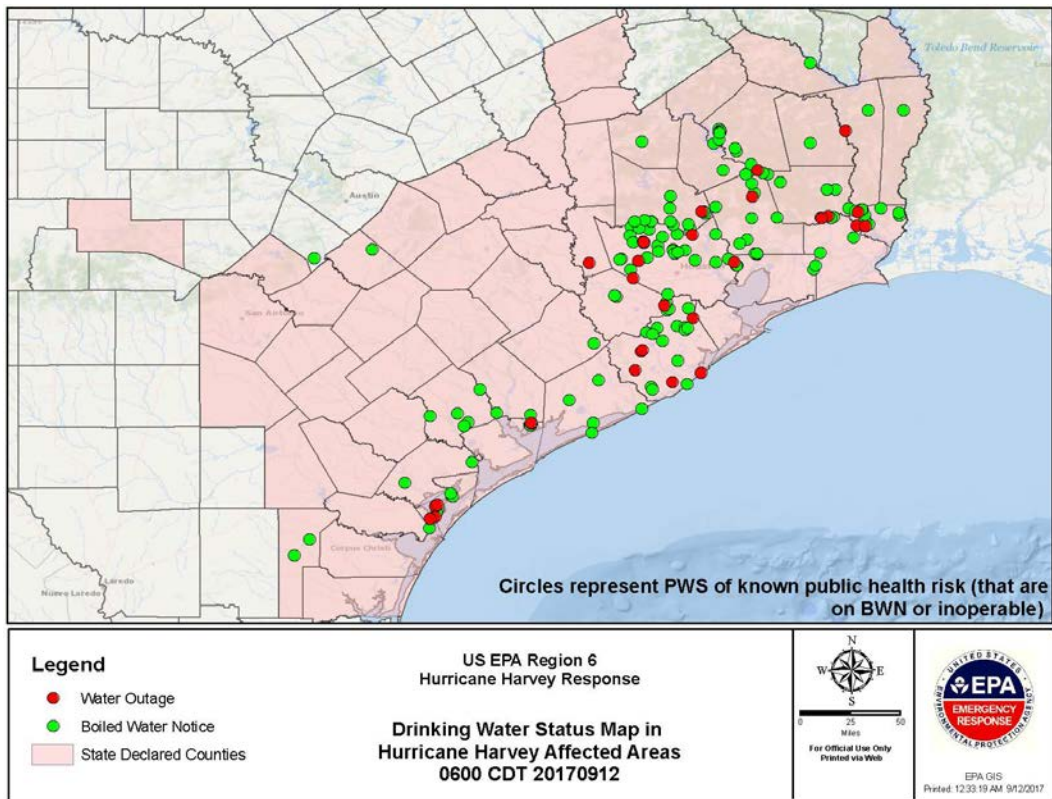 Toledo Bend Reservoir
Austin
San Antonio
Corpus Christi
Laredo
Nuevo Laredo
Circles represent PWS of known public health risk (that are
on BWN or inoperable)
Legend
Water Outage
Boiled Water Notice
State Declared Counties
US EPA Region 6
Hurricane Harvey Response
Drinking Water Status Map in
Hurricane Harvey Affected Areas
0600 CDT 20170912
N
W E
S
0 25 50
Miles
For Official Use Only
Printed via Web
UNITED STATES
EPA
EMERGENCY
RESPONSE
ENVIRONMENTAL PROTECTION AGENCY
EPA GIS
Printed: 12:33:19 AM 9/12/2017